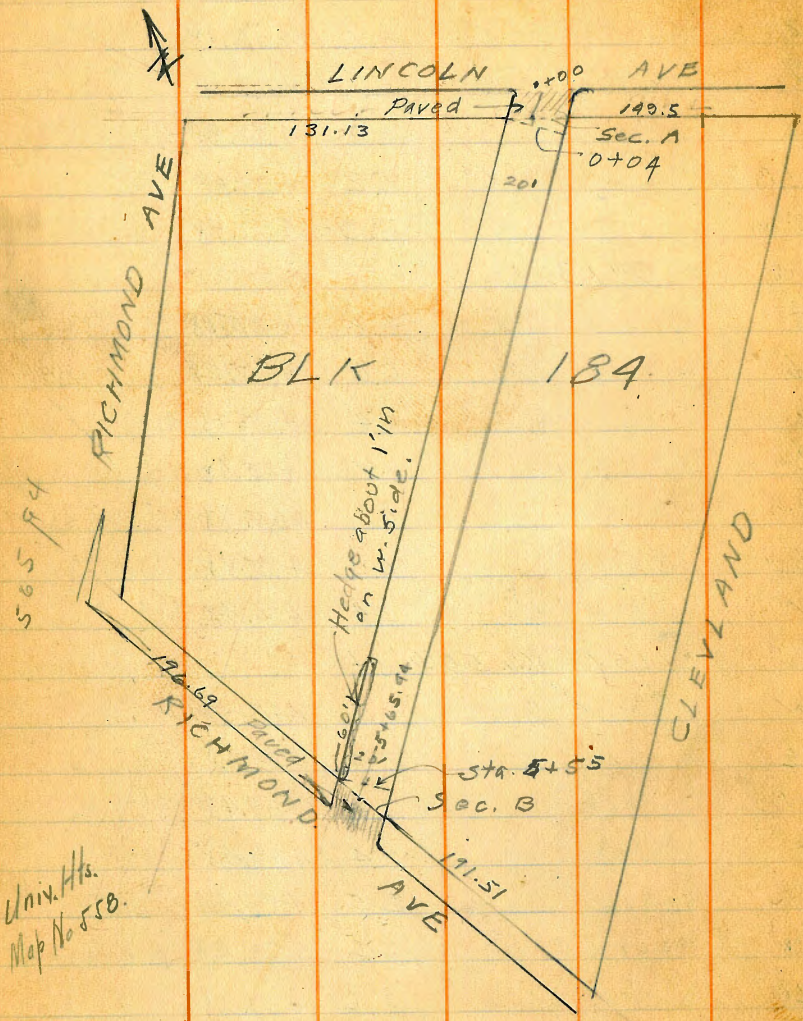 LINCOLN AVE
0+00
Paved
149.5
131.13
Sec. A
0+04
20'
RICHMOND AVE
BLK 184
Hedge about 1' in
on W. Side.
CLEVLAND
565.94
196.69
RICHMOND AVE
Paved
60'
5+65.94
Sta. 5+55
Sec. B
191.51
Univ. Hts.
Map No 558.